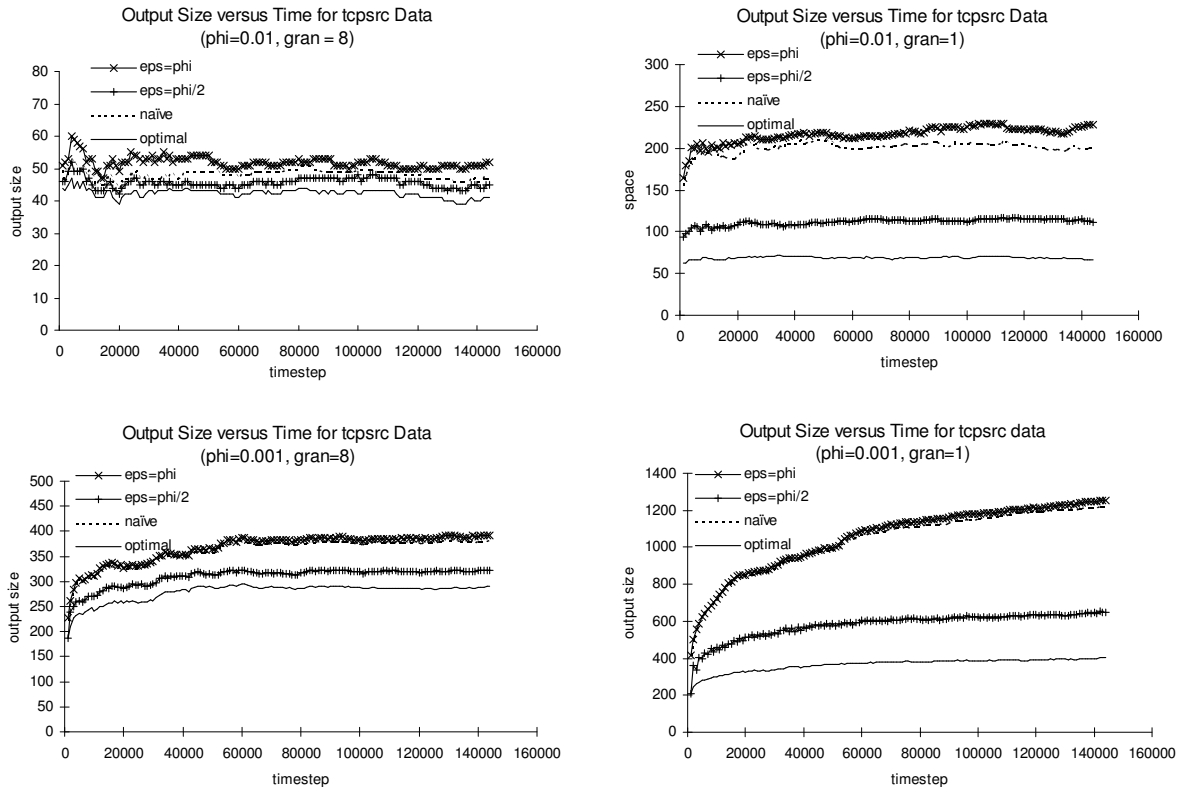 Output Size versus Time for tcpsrc Data
(phi=0.01, gran = 8)
eps=phi
eps=phi/2
naïve
optimal
80
70
60
50
40
30
20
10
0
output size
0 20000 40000 60000 80000 100000 120000 140000 160000
timestep
Output Size versus Time for tcpsrc Data
(phi=0.01, gran=1)
eps=phi
eps=phi/2
naïve
optimal
300
250
200
150
100
50
0
space
0 20000 40000 60000 80000 100000 120000 140000 160000
timestep
Output Size versus Time for tcpsrc Data
(phi=0.001, gran=8)
eps=phi
eps=phi/2
naïve
optimal
500
450
400
350
300
250
200
150
100
50
0
output size
0 20000 40000 60000 80000 100000 120000 140000 160000
timestep
Output Size versus Time for tcpsrc data
(phi=0.001, gran=1)
eps=phi
eps=phi/2
naïve
optimal
1400
1200
1000
800
600
400
200
0
output size
0 20000 40000 60000 80000 100000 120000 140000 160000
timestep